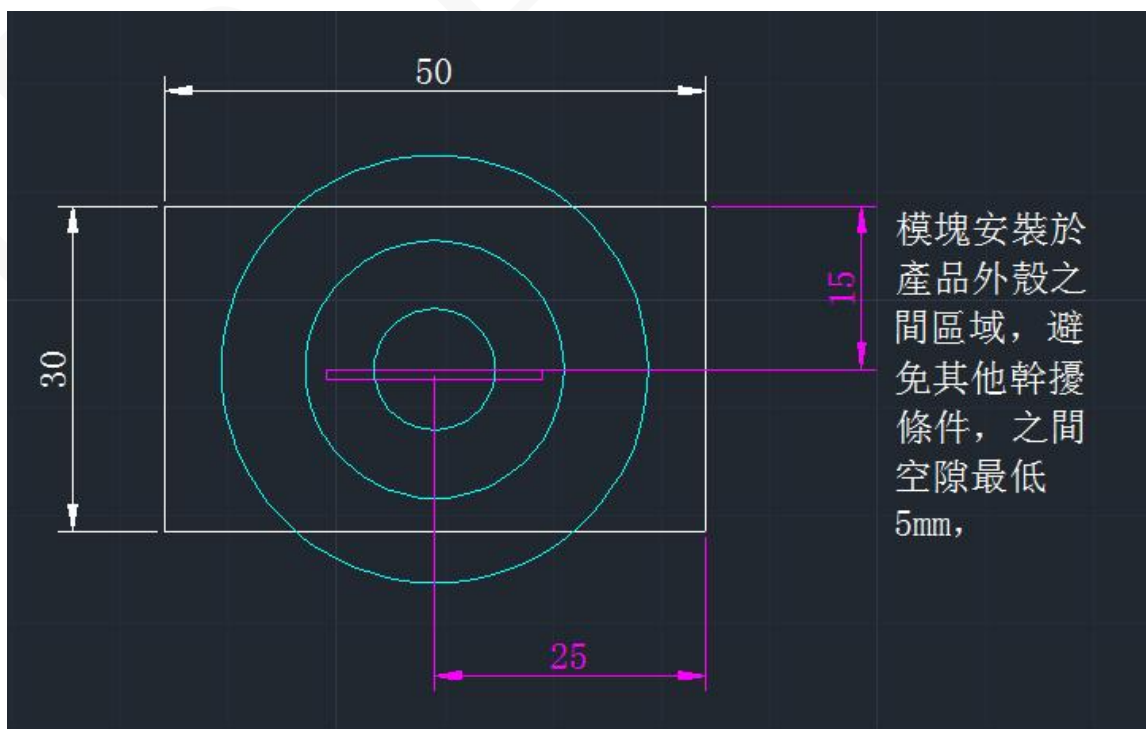 50
30
15
25
模塊安裝於
產品外殼之
間區域，避
免其他幹擾
條件，之間
空隙最低
5mm，